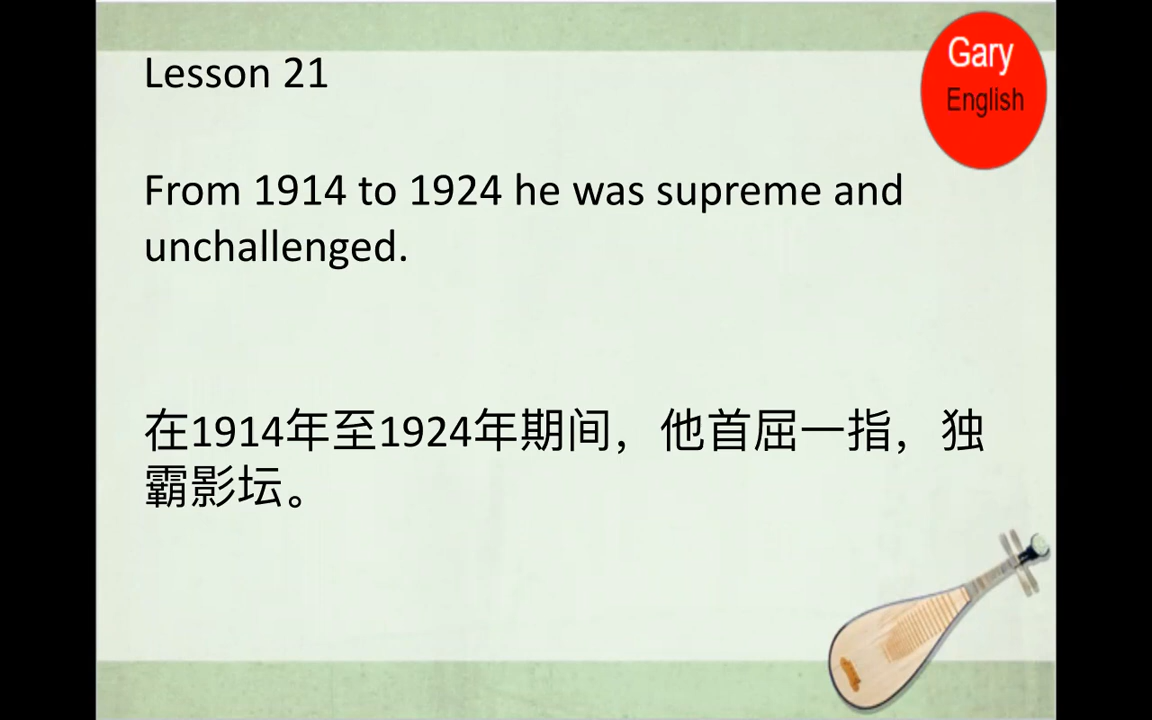 Lesson 21
Gary
English
From 1914 to 1924 he was supreme and
unchallenged.
在1914年至1924年期间，他首屈一指，独
霸影坛。